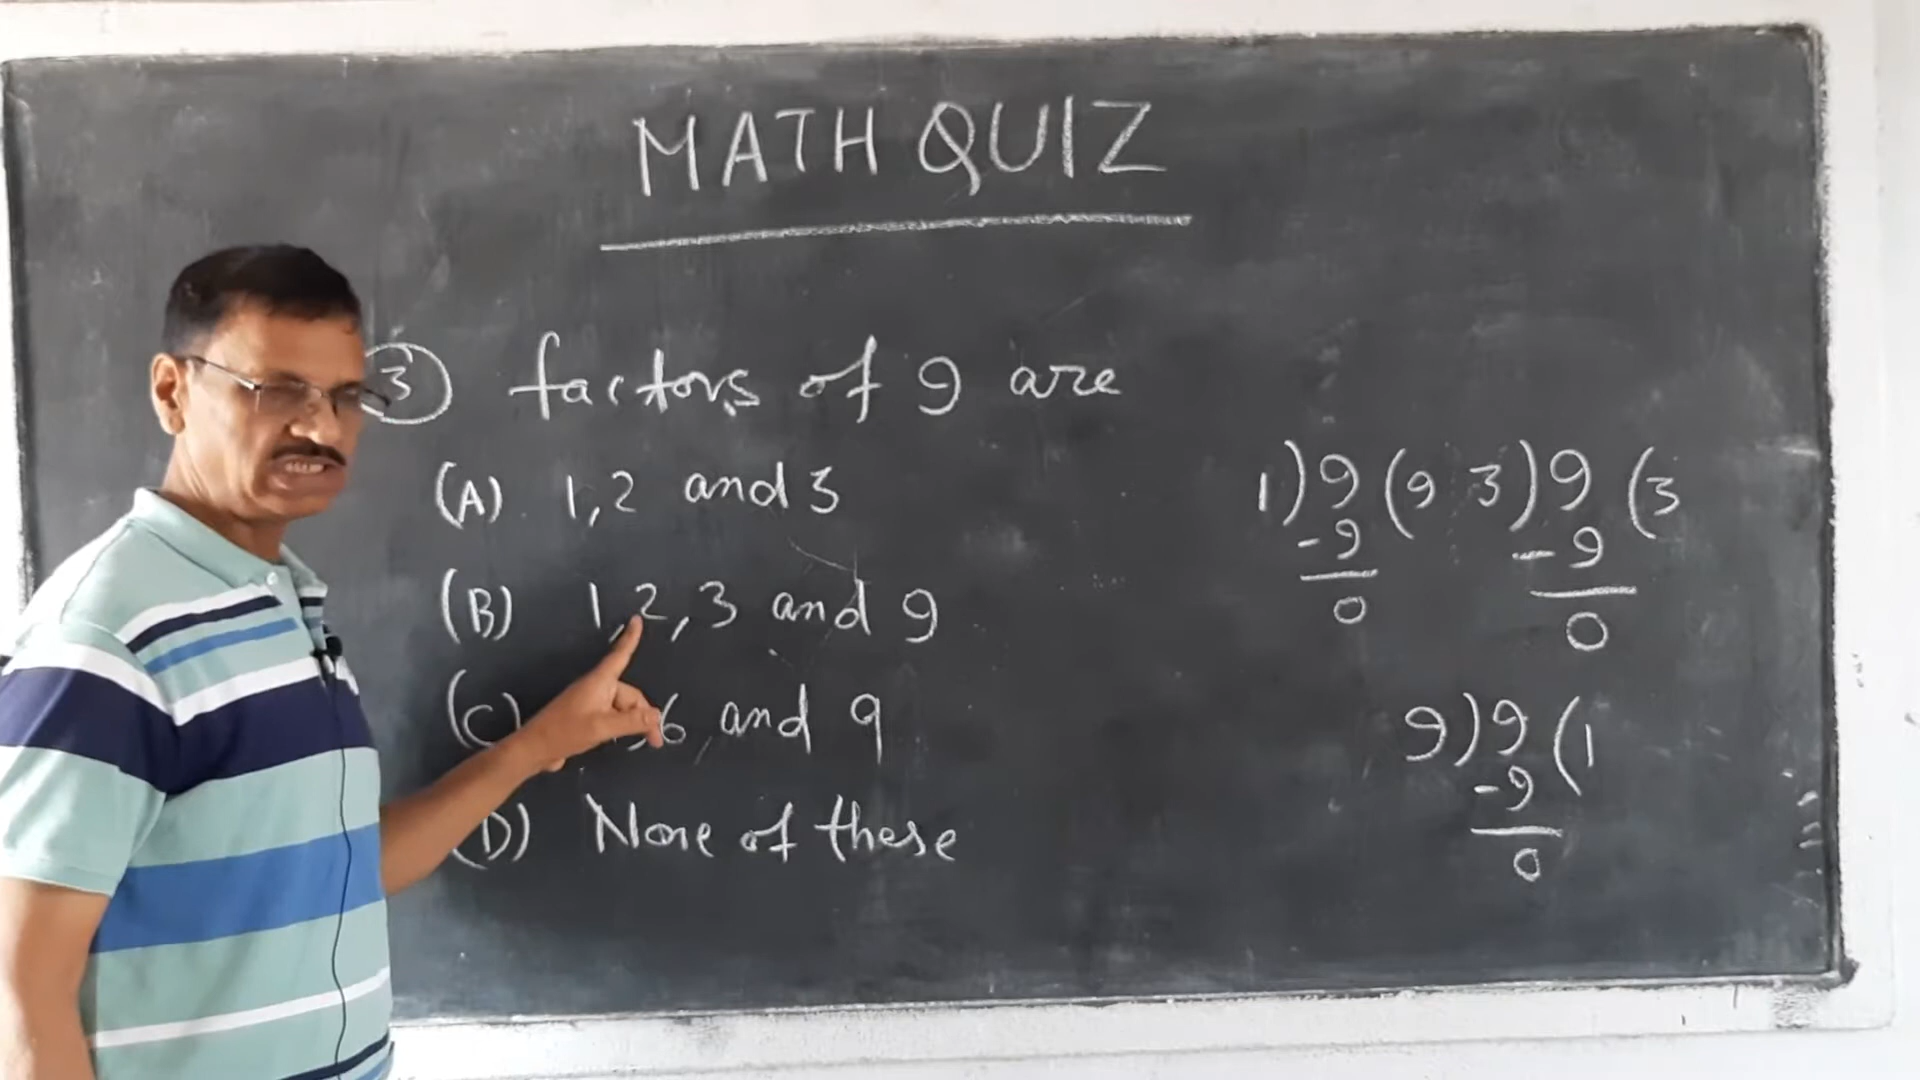 MATH QUIZ
3 factors of 9 are
(A) 1,2 and 3
(B) 1,2,3 and 9
(C) ,6 and 9
(D) None of these
1)9(9
-9
0
3)9(3
-9
0
9)9(1
-9
0